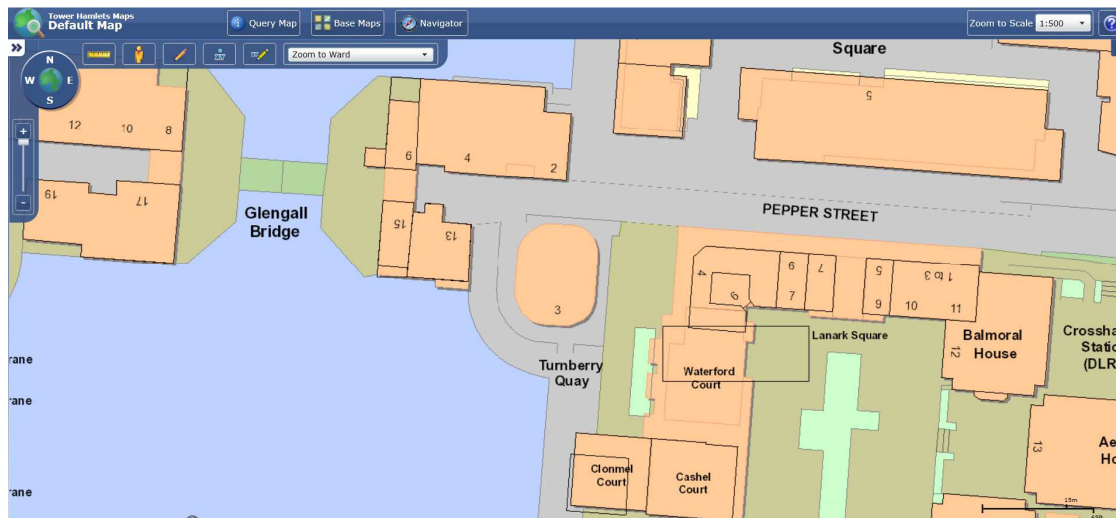 Tower Hamlets Maps
Default Map
Query Map
Base Maps
Navigator
Zoom to Scale 1:500
?
»
N
W E
S
Zoom to Ward
+
-
Square
5
12 10 8
6 4 2
19 17
15 13
Glengall
Bridge
PEPPER STREET
3
4 9 6 7 5 1 to 3
7 6 10 11
Lanark Square
12
Balmoral
House
Crossha
Static
(DLR
Turnberry
Quay
Waterford
Court
rane
rane
rane
Clonmel
Court
Cashel
Court
13
Ae
Ho
15m